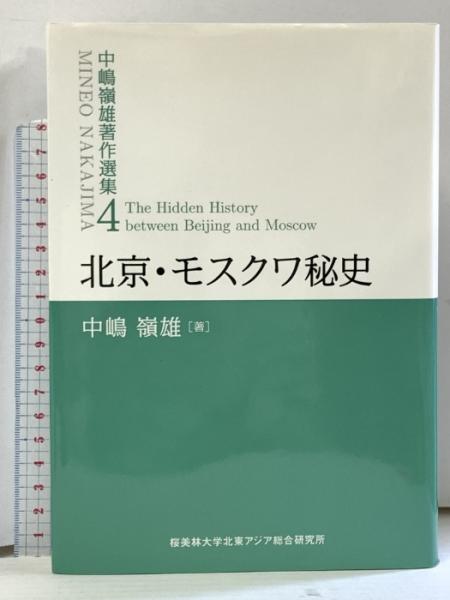 中嶋嶺雄著作選集 4
MINEO NAKAJIMA
The Hidden History
between Beijing and Moscow
北京・モスクワ秘史
中嶋 嶺雄 [著]
桜美林大学北東アジア総合研究所